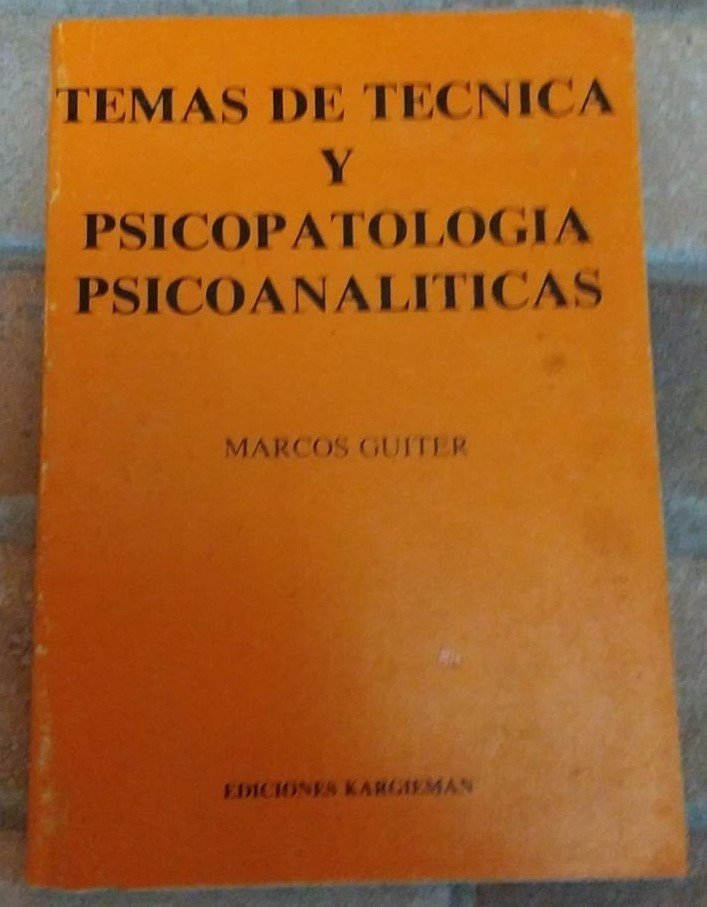 TEMAS DE TECNICA
Y
PSICOPATOLOGIA
PSICOANALITICAS
MARCOS GUITER
EDICIONES KARGIEMAN